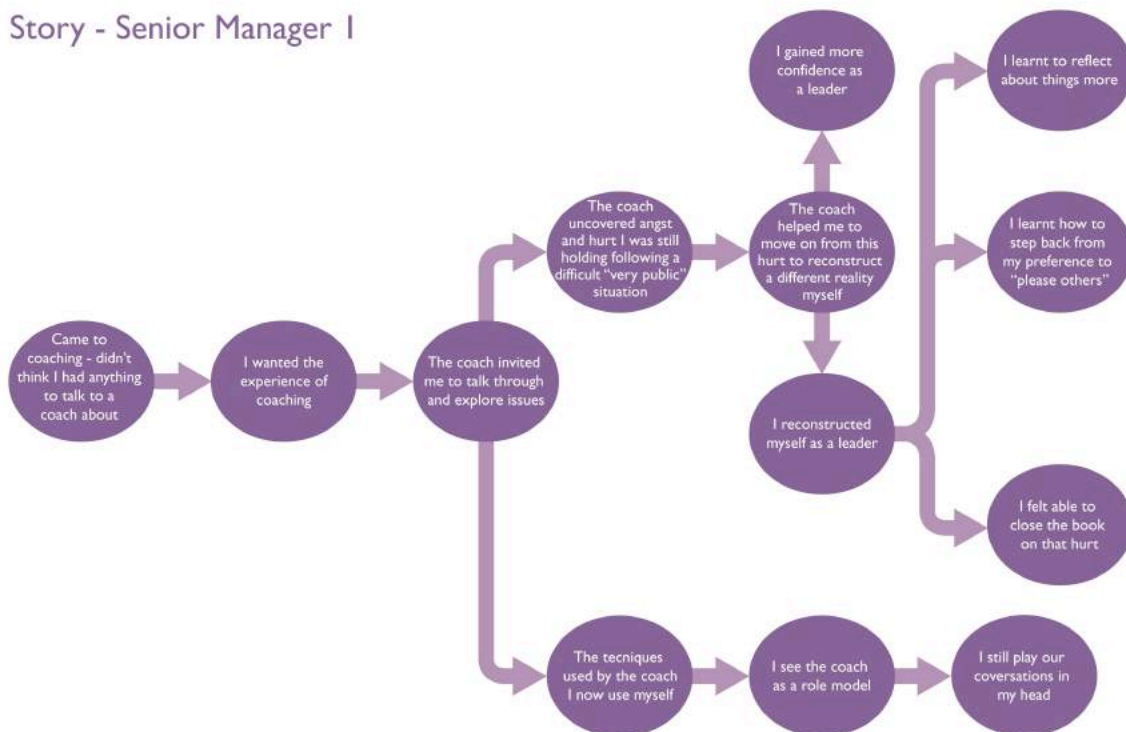 Story - Senior Manager 1
I gained more
confidence as
a leader
I learnt to reflect
about things more
The coach
uncovered angst
and hurt I was still
holding following a
difficult “very public”
situation
The coach
helped me to
move on from this
hurt to reconstruct
a different reality
myself
I learnt how to
step back from
my preference to
“please others”
Came to
coaching - didn't
think I had anything
to talk to a
coach about
I wanted the
experience of
coaching
The coach invited
me to talk through
and explore issues
I reconstructed
myself as a leader
I felt able to
close the book
on that hurt
The tecniques
used by the coach
I now use myself
I see the coach
as a role model
I still play our
coversations in
my head